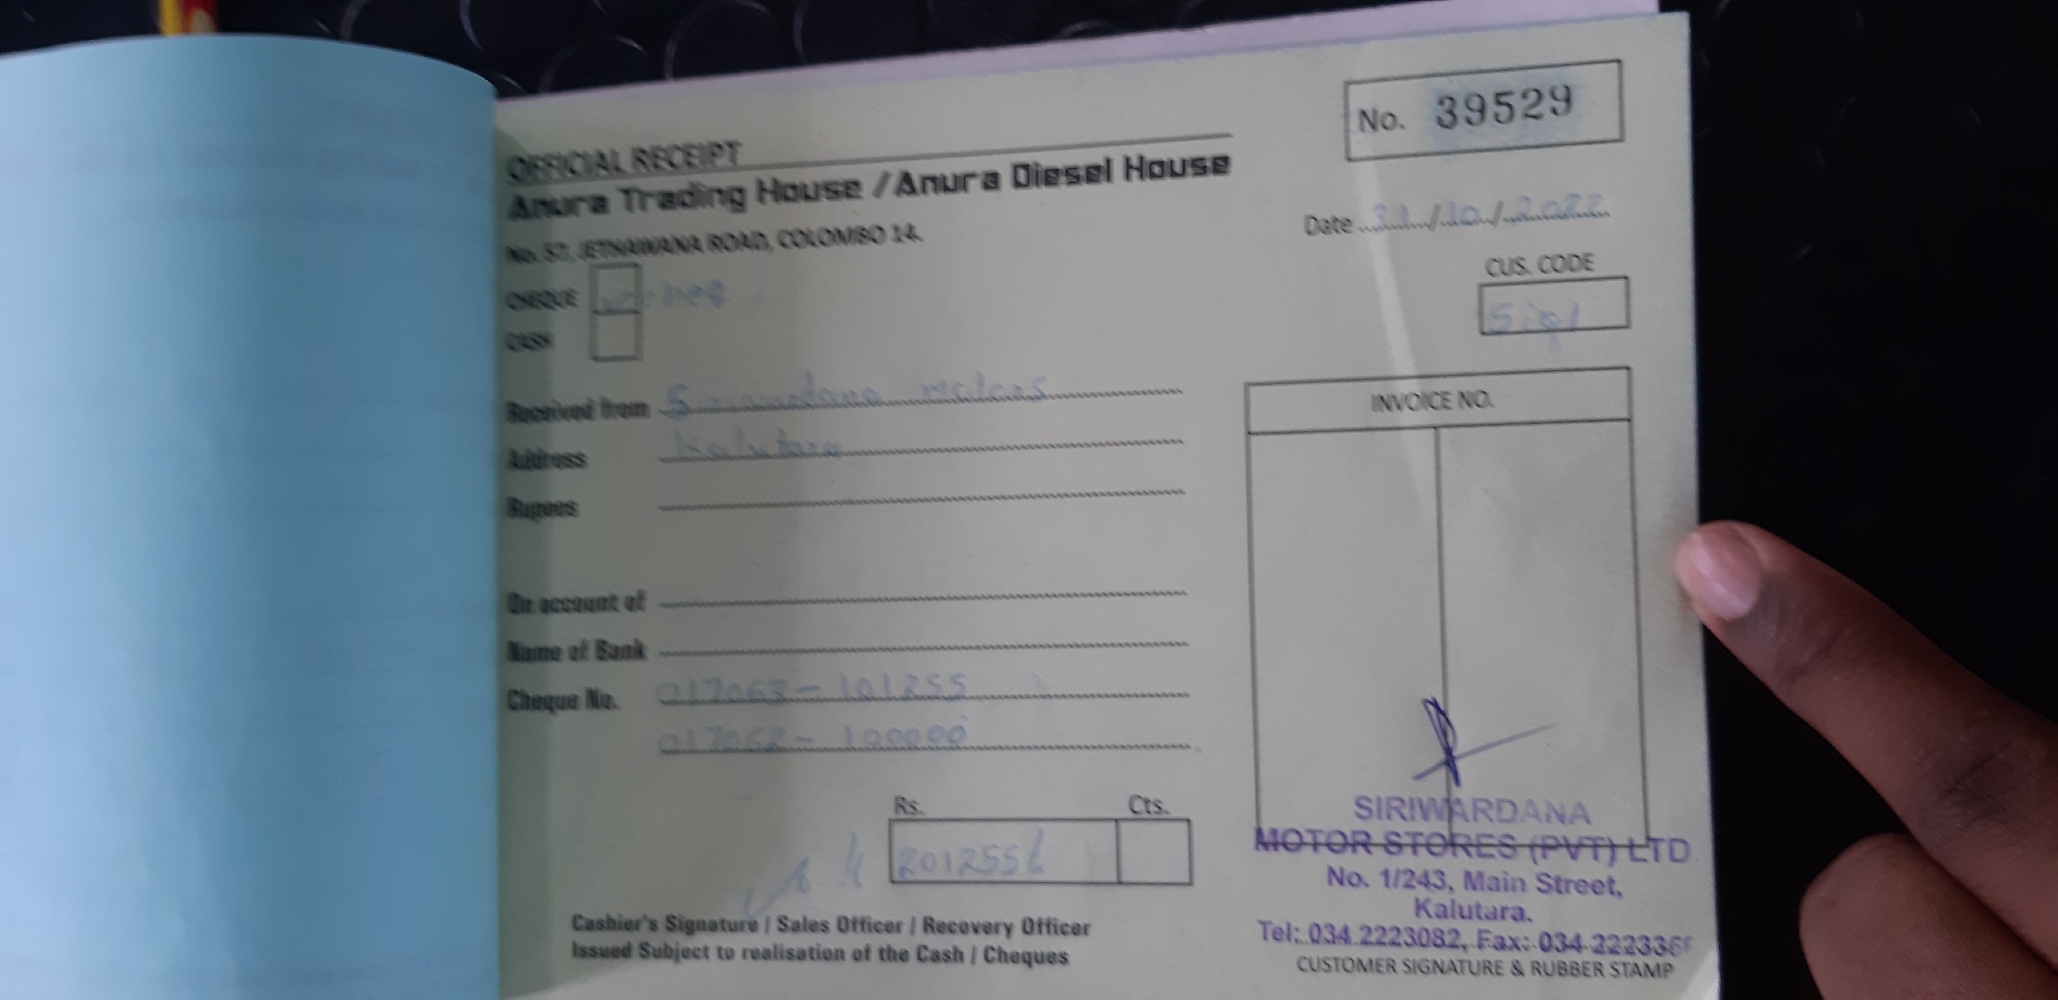 No. 39529
OFFICIAL RECEIPT
Anura Trading House / Anura Diesel House
No. 57, JETHAWANA ROAD, COLOMBO 14.
Date 31/10/2022
CUS. CODE
CHEQUE cheq
CASH
Received from Siriwardana
Address Kalutara
Rupees
INVOICE NO.
On account of
Name of Bank
Cheque No. 017063 - 101255
017062 - 100000
Rs. Cts.
201255
Cashier's Signature / Sales Officer / Recovery Officer
Issued Subject to realisation of the Cash / Cheques
SIRIWARDANA
MOTOR STORES (PVT) LTD
No. 1/243, Main Street,
Kalutara.
Tel: 034 2223082, Fax: 034
CUSTOMER SIGNATURE & RUBBER STAMP